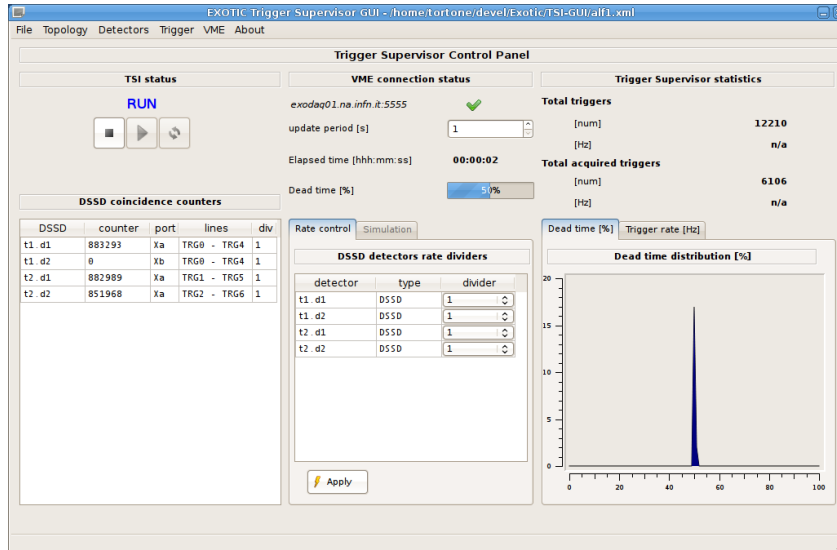 EXOTIC Trigger Supervisor GUI - /home/tortone/devel/Exotic/TSI-GUI/alf1.xml
File Topology Detectors Trigger VME About
Trigger Supervisor Control Panel
TSI status
RUN
DSSD coincidence counters
DSSD counter port lines div
t1.d1 883293 Xa TRG0 - TRG4 1
t1.d2 0 Xb TRG0 - TRG4 1
t2.d1 882989 Xa TRG1 - TRG5 1
t2.d2 851968 Xa TRG2 - TRG6 1
VME connection status
exodaq01.na.infn.it:5555
update period [s] 1
Elapsed time [hhh:mm:ss] 00:00:02
Dead time [%] 50%
Rate control Simulation
DSSD detectors rate dividers
detector type divider
t1.d1 DSSD 1
t1.d2 DSSD 1
t2.d1 DSSD 1
t2.d2 DSSD 1
Apply
Trigger Supervisor statistics
Total triggers
[num] 12210
[Hz] n/a
Total acquired triggers
[num] 6106
[Hz] n/a
Dead time [%] Trigger rate [Hz]
Dead time distribution [%]
20
15
10
5
0
0 20 40 60 80 100